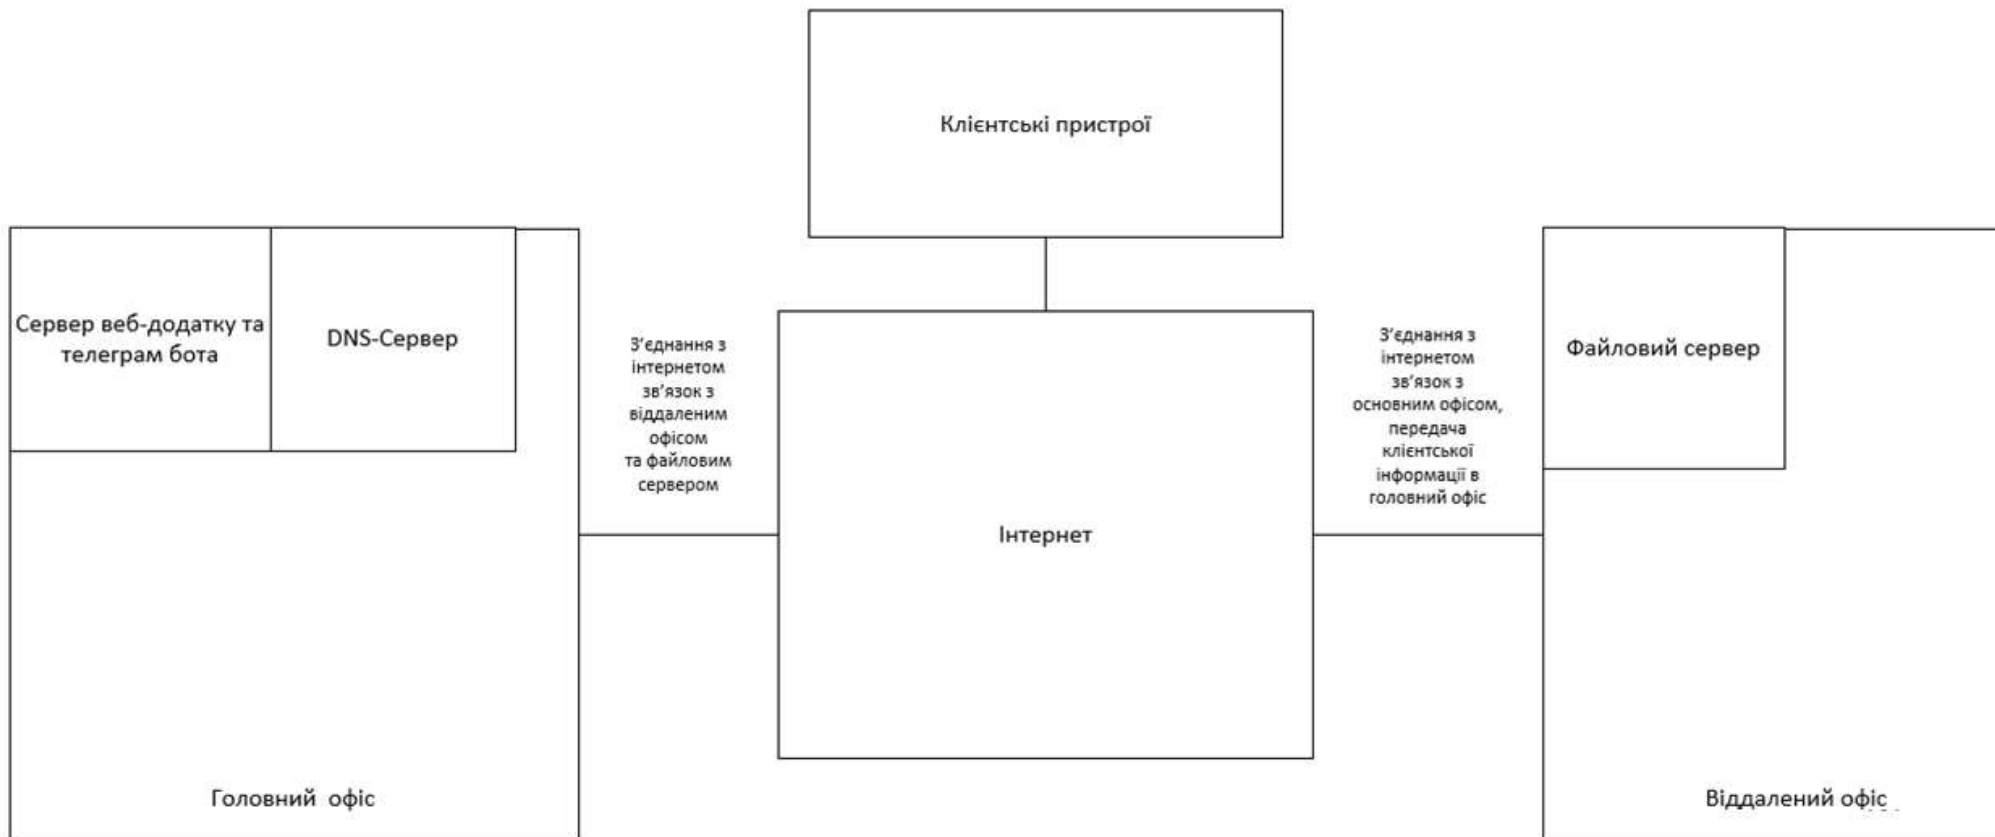 Клієнтські пристрої
Сервер веб-додатку та
телеграм бота
DNS-Сервер
З'єднання з
інтернетом
зв'язок з
віддаленим
офісом
та файловим
сервером
Інтернет
З'єднання з
інтернетом
зв'язок з
основним офісом,
передача
клієнтської
інформації в
головний офіс
Файловий сервер
Головний офіс
Віддалений офіс